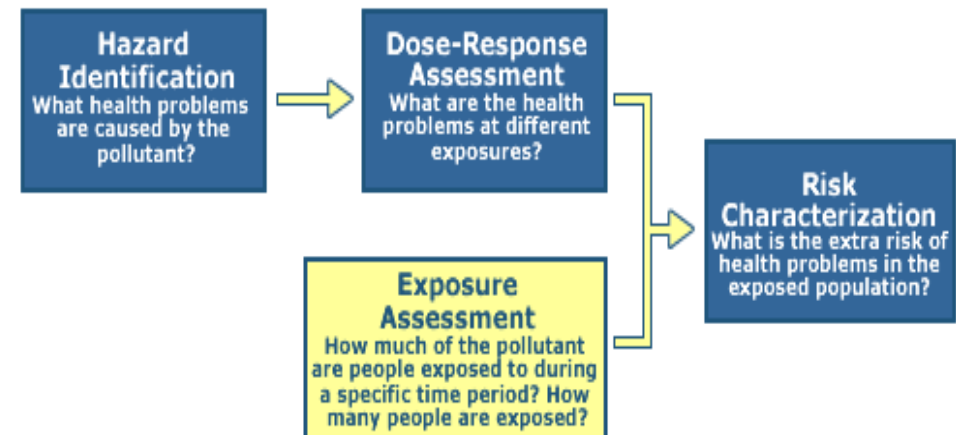 Hazard
Identification
What health problems
are caused by the
pollutant?
Dose-Response
Assessment
What are the health
problems at different
exposures?
Exposure
Assessment
How much of the pollutant
are people exposed to during
a specific time period? How
many people are exposed?
Risk
Characterization
What is the extra risk of
health problems in the
exposed population?